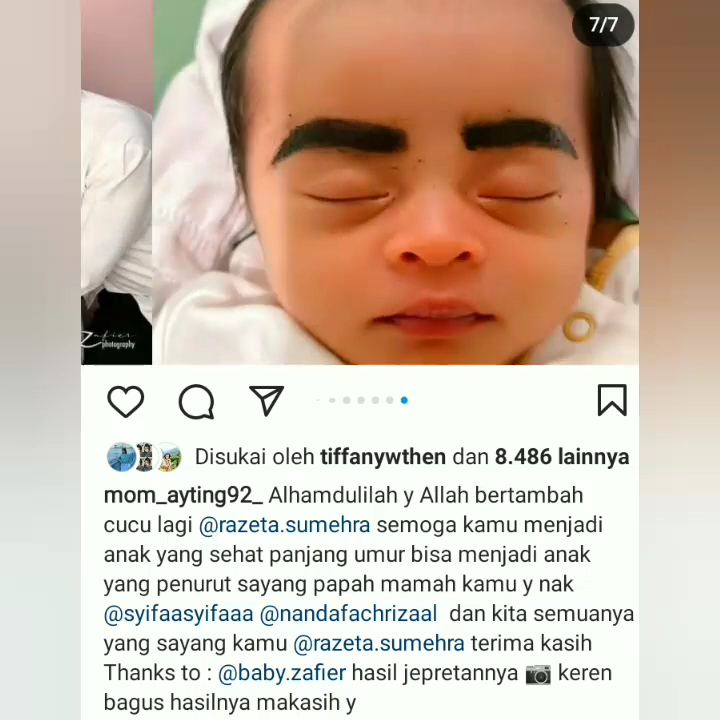 7/7
Zafier
photography
Disukai oleh tiffanywthen dan 8.486 lainnya
mom_ayting92_ Alhamdulilah y Allah bertambah
cucu lagi @razeta.sumehra semoga kamu menjadi
anak yang sehat panjang umur bisa menjadi anak
yang penurut sayang papah mamah kamu y nak
@syifaasyifaaa @nandafachrizaal dan kita semuanya
yang sayang kamu @razeta.sumehra terima kasih
Thanks to : @baby.zafier hasil jepretannya 📷 keren
bagus hasilnya makasih y